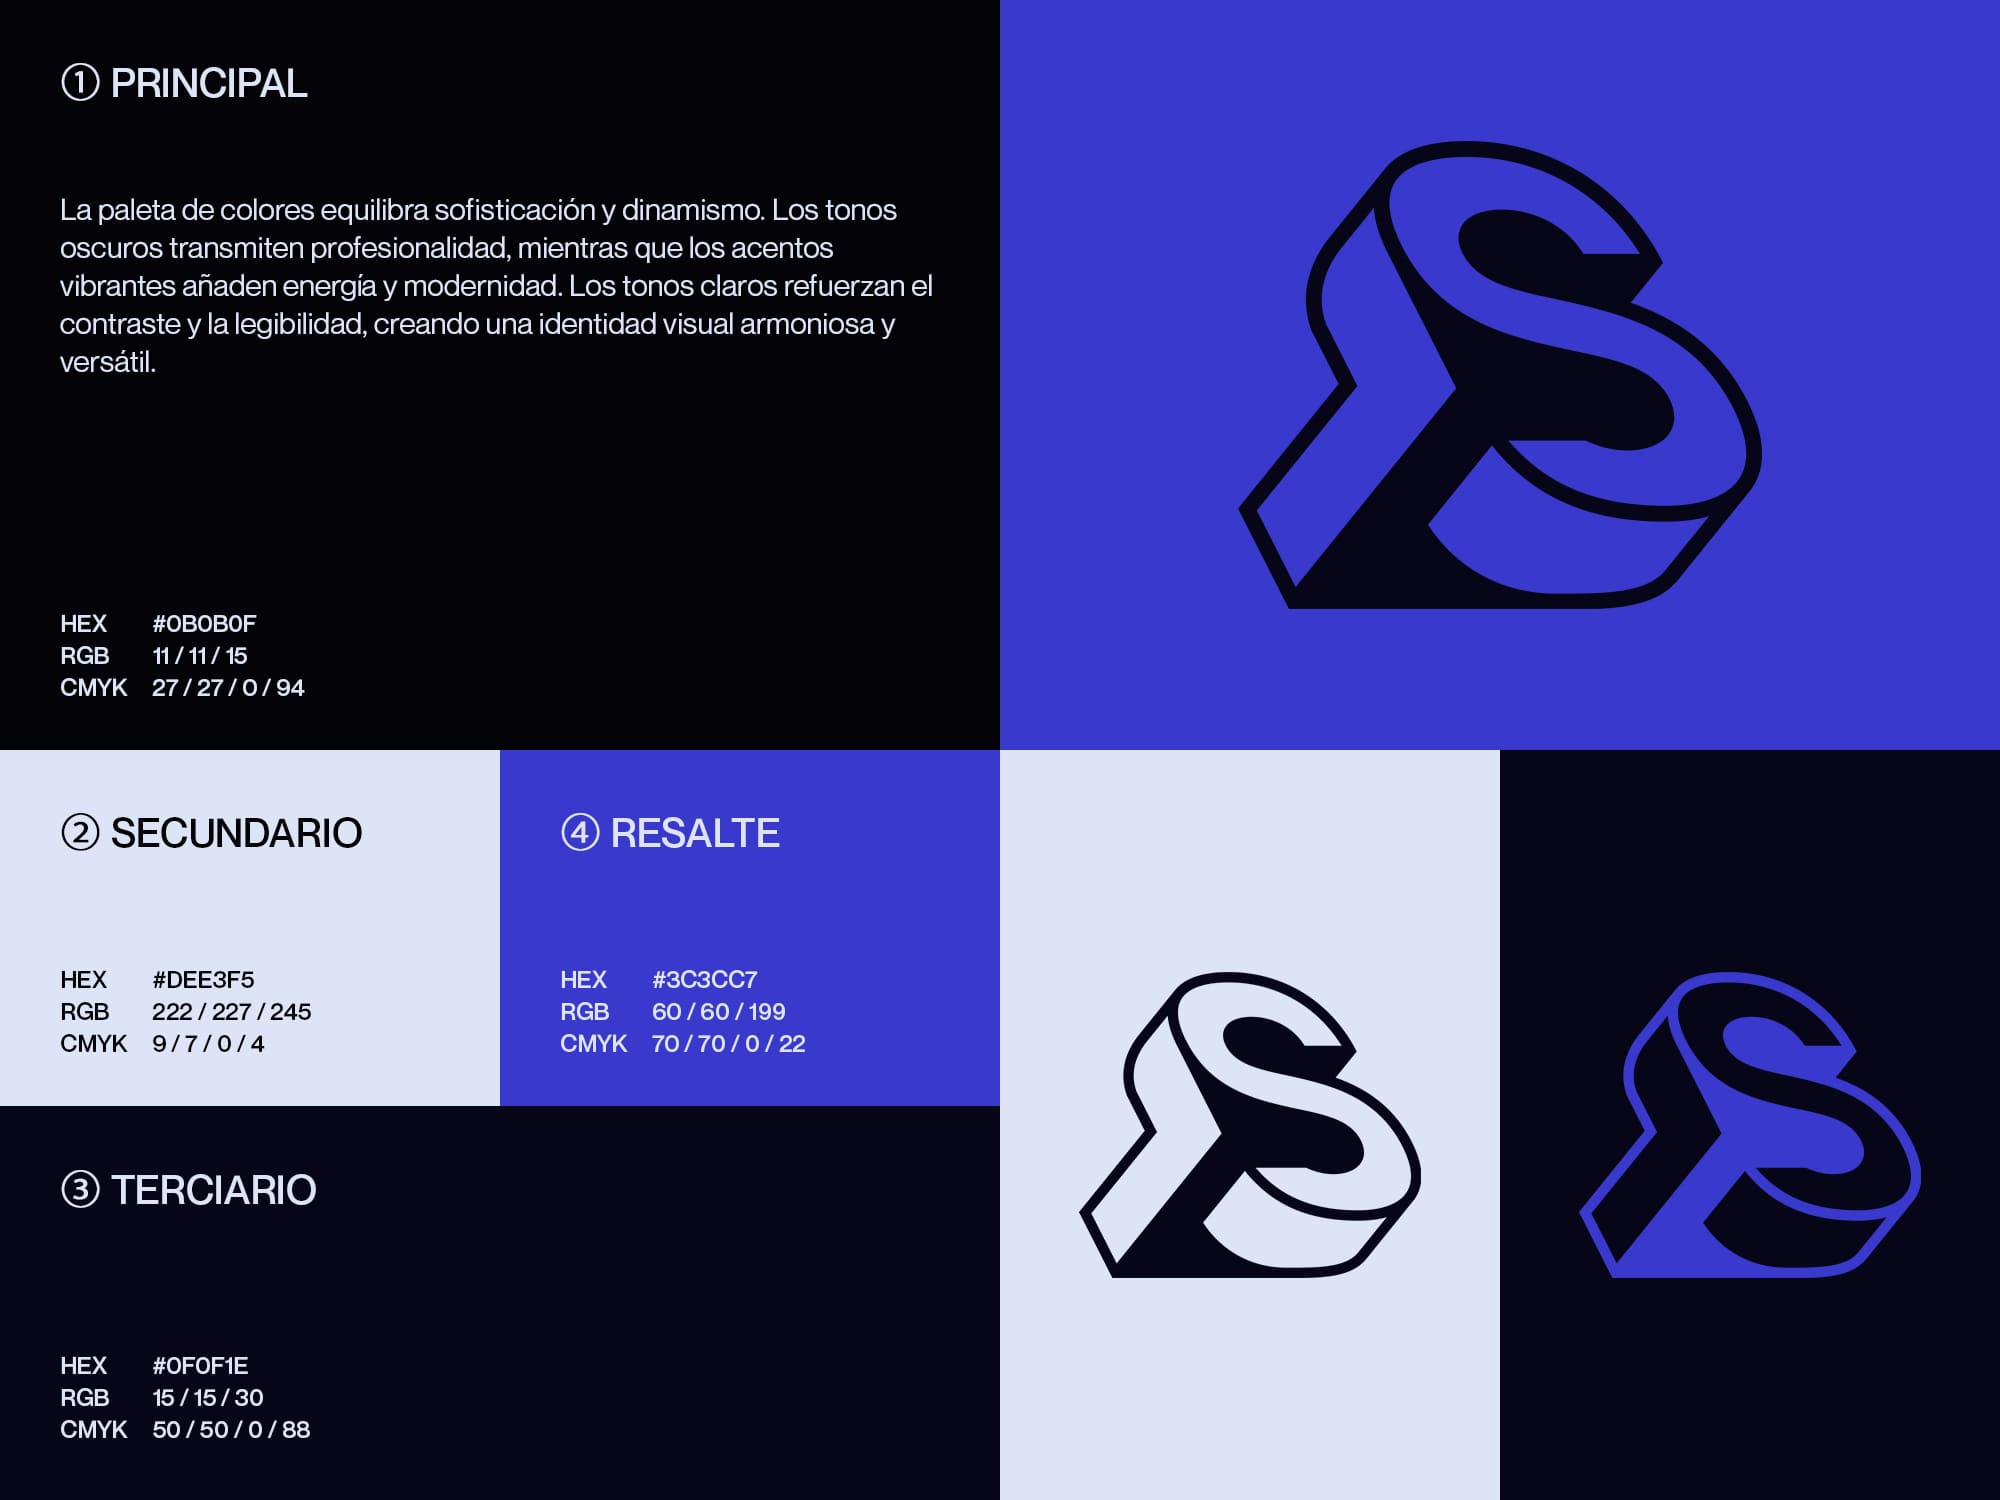 ① PRINCIPAL
La paleta de colores equilibra sofisticación y dinamismo. Los tonos
oscuros transmiten profesionalidad, mientras que los acentos
vibrantes añaden energía y modernidad. Los tonos claros refuerzan el
contraste y la legibilidad, creando una identidad visual armoniosa y
versátil.
HEX #0B0B0F
RGB 11 / 11 / 15
CMYK 27 / 27 / 0 / 94
② SECUNDARIO
HEX #DEE3F5
RGB 222 / 227 / 245
CMYK 9 / 7 / 0 / 4
④ RESALTE
HEX #3C3CC7
RGB 60 / 60 / 199
CMYK 70 / 70 / 0 / 22
③ TERCIARIO
HEX #0F0F1E
RGB 15 / 15 / 30
CMYK 50 / 50 / 0 / 88
S
S
S